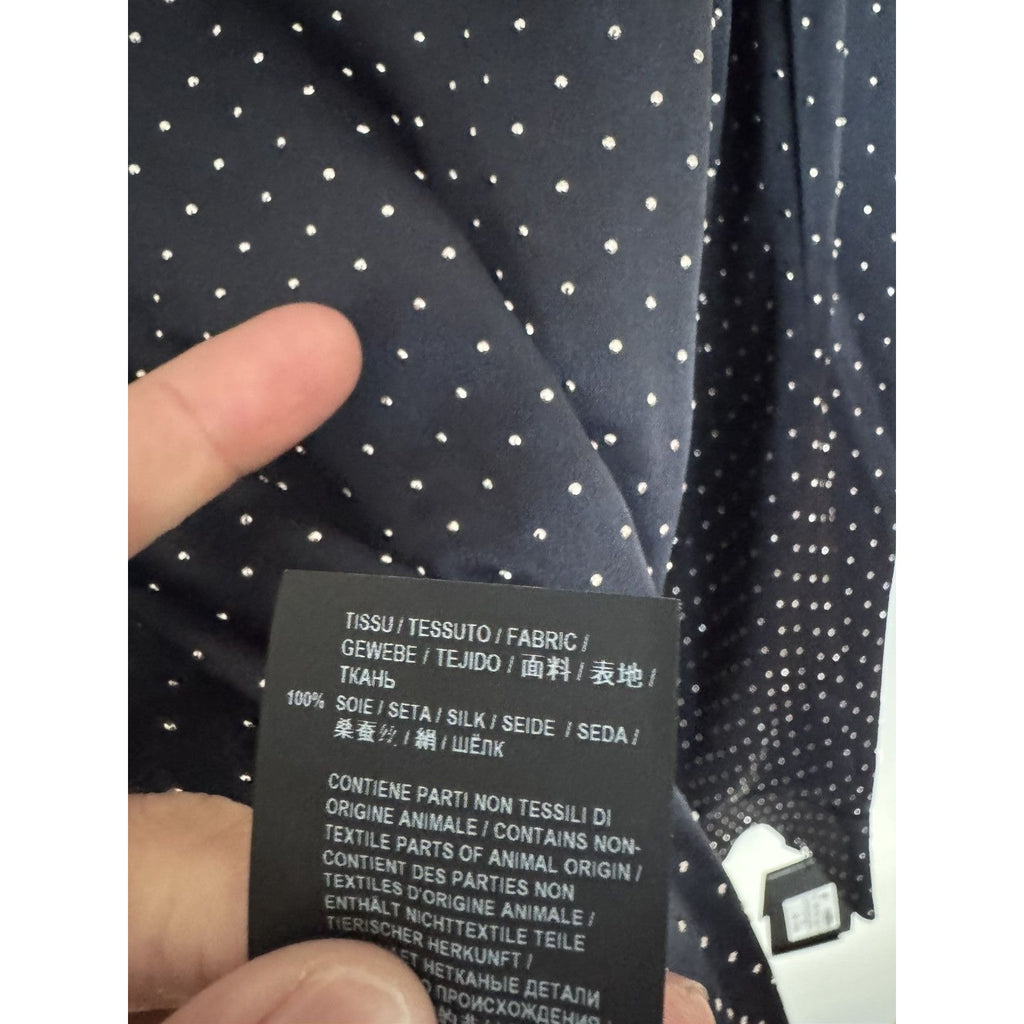 TISSU / TESSUTO / FABRIC /
GEWEBE / TEJIDO / 面料 / 表地 /
ТКАНЬ
100% SOIE / SETA / SILK / SEIDE / SEDA /
桑蚕丝 / 絹 / ШЁЛК
CONTIENE PARTI NON TESSILI DI
ORIGINE ANIMALE / CONTAINS NON-
TEXTILE PARTS OF ANIMAL ORIGIN /
CONTIENT DES PARTIES NON
TEXTILES D'ORIGINE ANIMALE /
ENTHÄLT NICHTTEXTILE TEILE
TIERISCHER HERKUNFT /
НЕТКАНЫЕ ДЕТАЛИ
ПРОИСХОЖДЕНИЯ